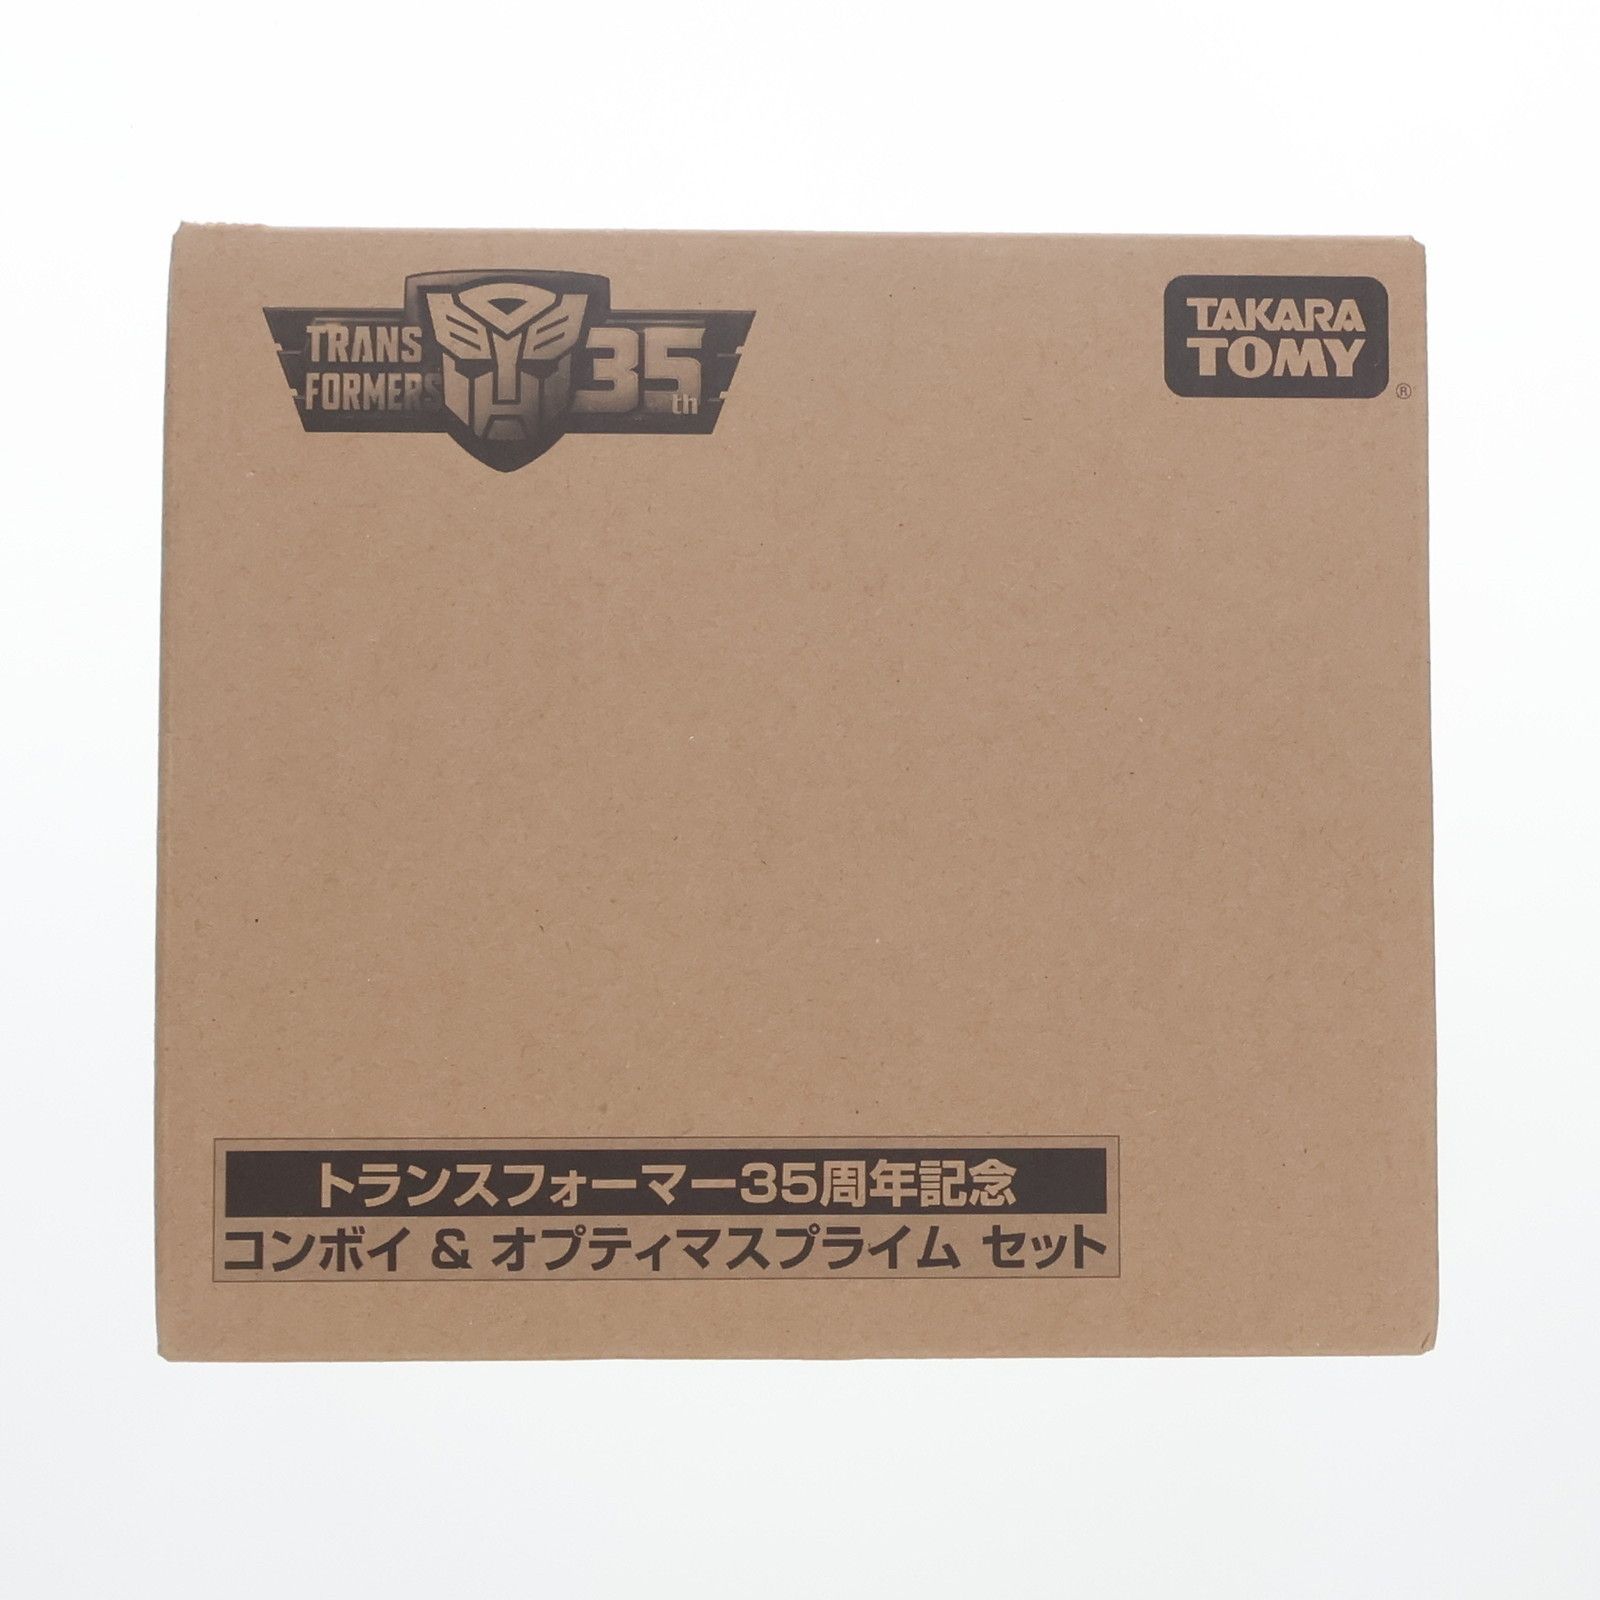 TRANS
FORMERS
35th
TAKARA
TOMY
®
トランスフォーマー35周年記念
コンボイ & オプティマスプライム セット